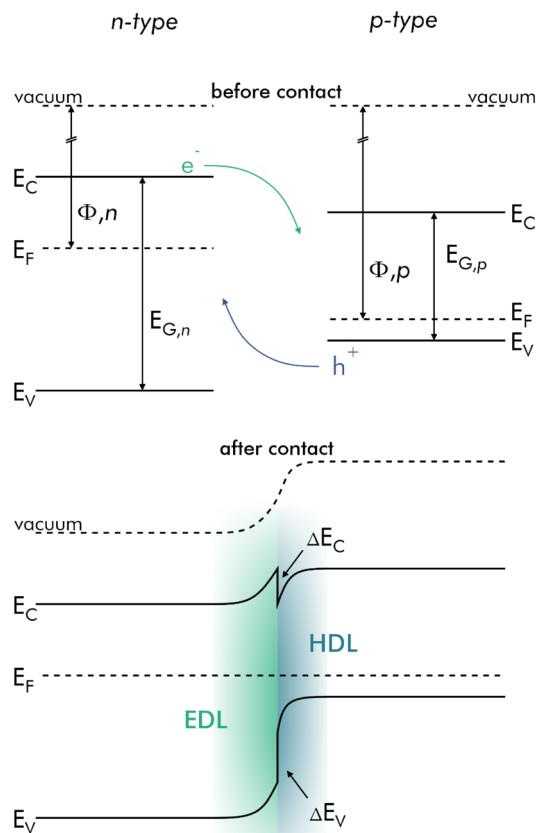 n-type
p-type
vacuum
before contact
vacuum
e⁻
E_C
Φ,n
E_C
E_F
E_G,p
Φ,p
E_G,n
E_F
E_V
h⁺
E_V
after contact
vacuum
ΔE_C
E_C
HDL
E_F
EDL
ΔE_V
E_V